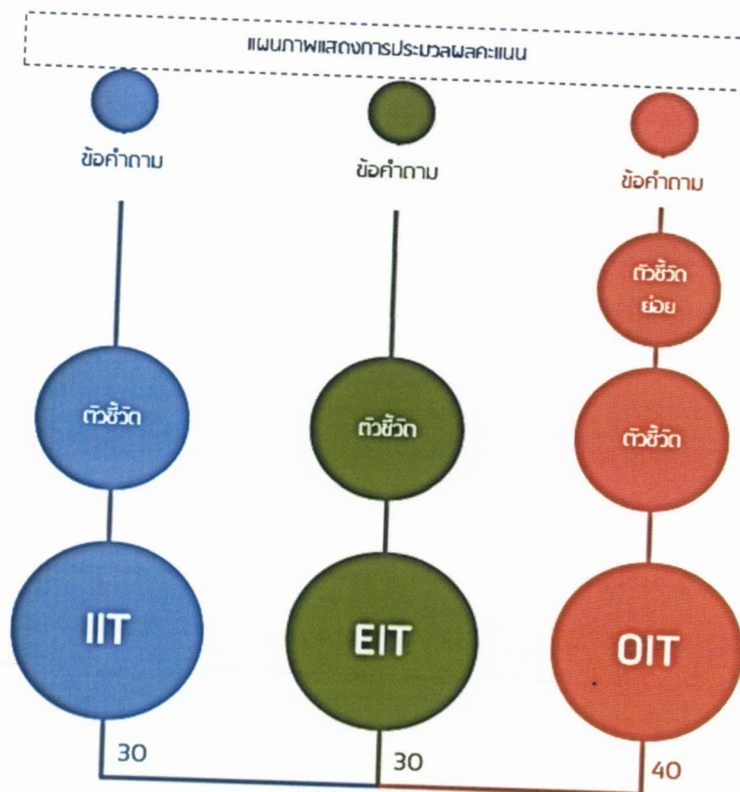 แผนภาพแสดงการประมวลผลคะแนน
ข้อคำถาม
ข้อคำถาม
ข้อคำถาม
ตัวชี้วัด
ย่อย
ตัวชี้วัด
ตัวชี้วัด
ตัวชี้วัด
IIT
EIT
OIT
30
30
40